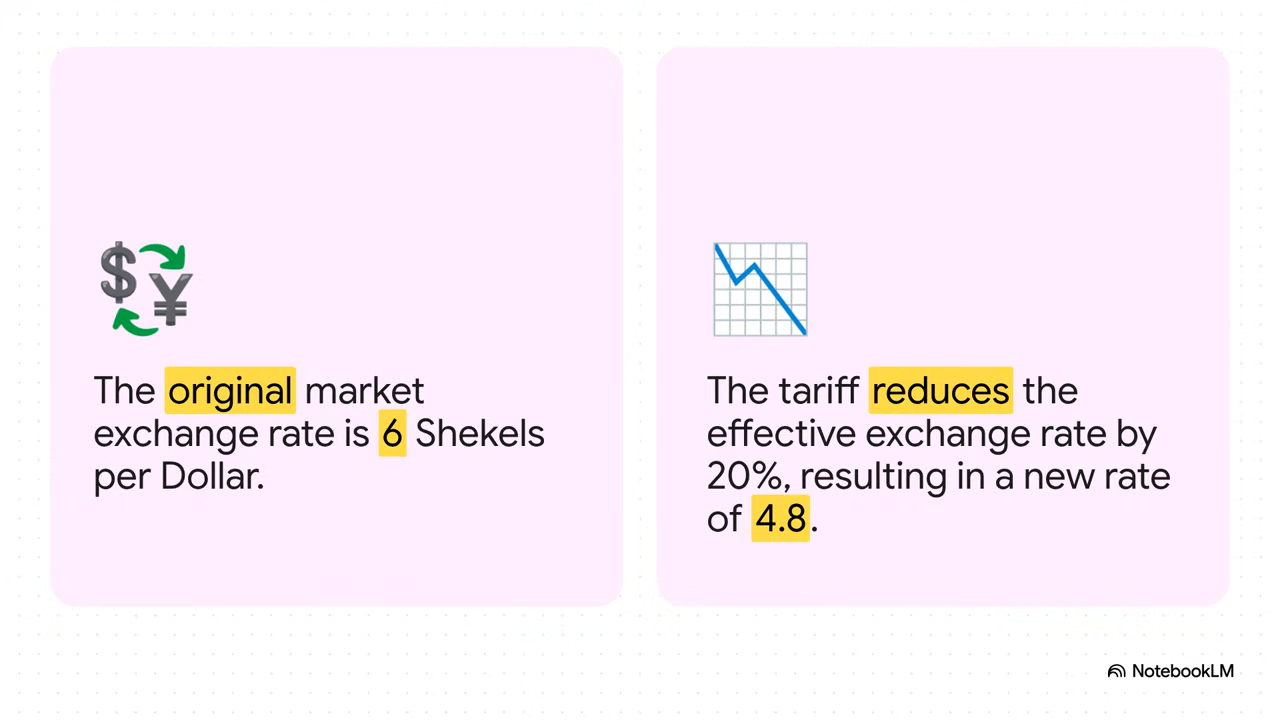 The original market
exchange rate is 6 Shekels
per Dollar.
The tariff reduces the
effective exchange rate by
20%, resulting in a new rate
of 4.8.
NotebookLM